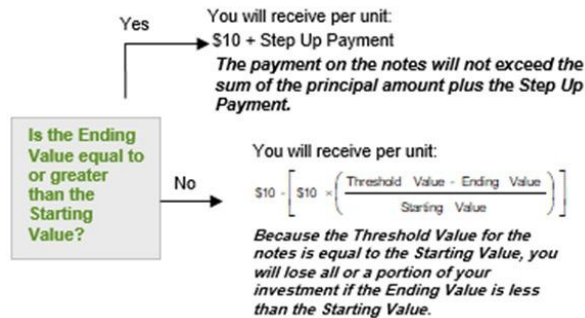 Yes
You will receive per unit:
$10 + Step Up Payment
The payment on the notes will not exceed the
sum of the principal amount plus the Step Up
Payment.
Is the Ending
Value equal to
or greater
than the
Starting
Value?
No
You will receive per unit:
$10 - [ $10 × ( Threshold Value - Ending Value / Starting Value ) ]
Because the Threshold Value for the
notes is equal to the Starting Value, you
will lose all or a portion of your
investment if the Ending Value is less
than the Starting Value.